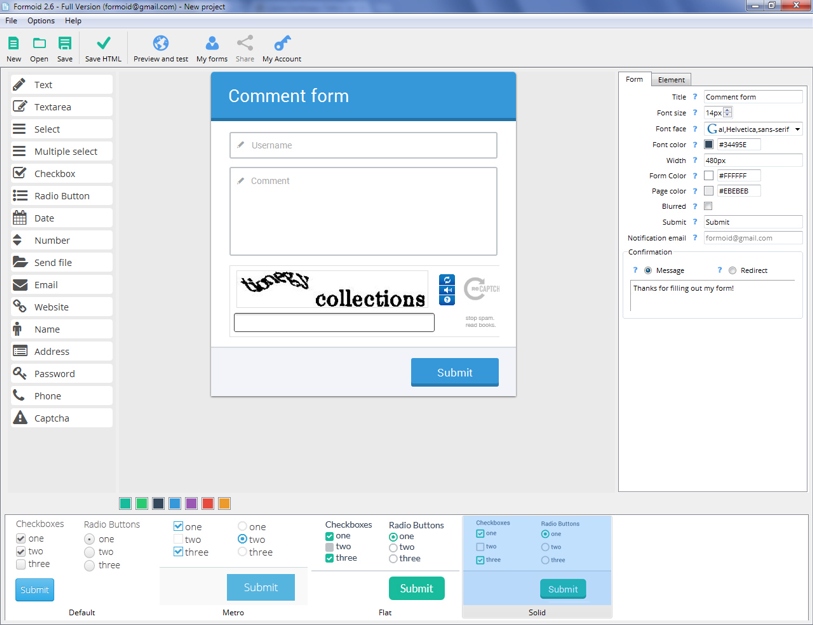 Formoid 2.6 - Full Version (formoid@gmail.com) - New project
File Options Help
New Open Save Save HTML Preview and test My forms Share My Account
Text
Textarea
Select
Multiple select
Checkbox
Radio Button
Date
Number
Send file
Email
Website
Name
Address
Password
Phone
Captcha
Comment form
Username
Comment
collections
CAPTCH
stop spam.
read books.
Submit
Form Element
Title ? Comment form
Font size ? 14px
Font face ? al,Helvetica,sans-serif
Font color ? #34495E
Width ? 480px
Form Color ? #FFFFFF
Page color ? #EBEBEB
Blurred ?
Submit ? Submit
Notification email ? formoid@gmail.com
Confirmation
? Message ? Redirect
Thanks for filling out my form!
Checkboxes Radio Buttons
one one
two two
three three
Submit
Default
one one
two two
three three
Submit
Metro
Checkboxes Radio Buttons
one one
two two
three three
Submit
Flat
Checkboxes Radio Buttons
one one
two two
three three
Submit
Solid